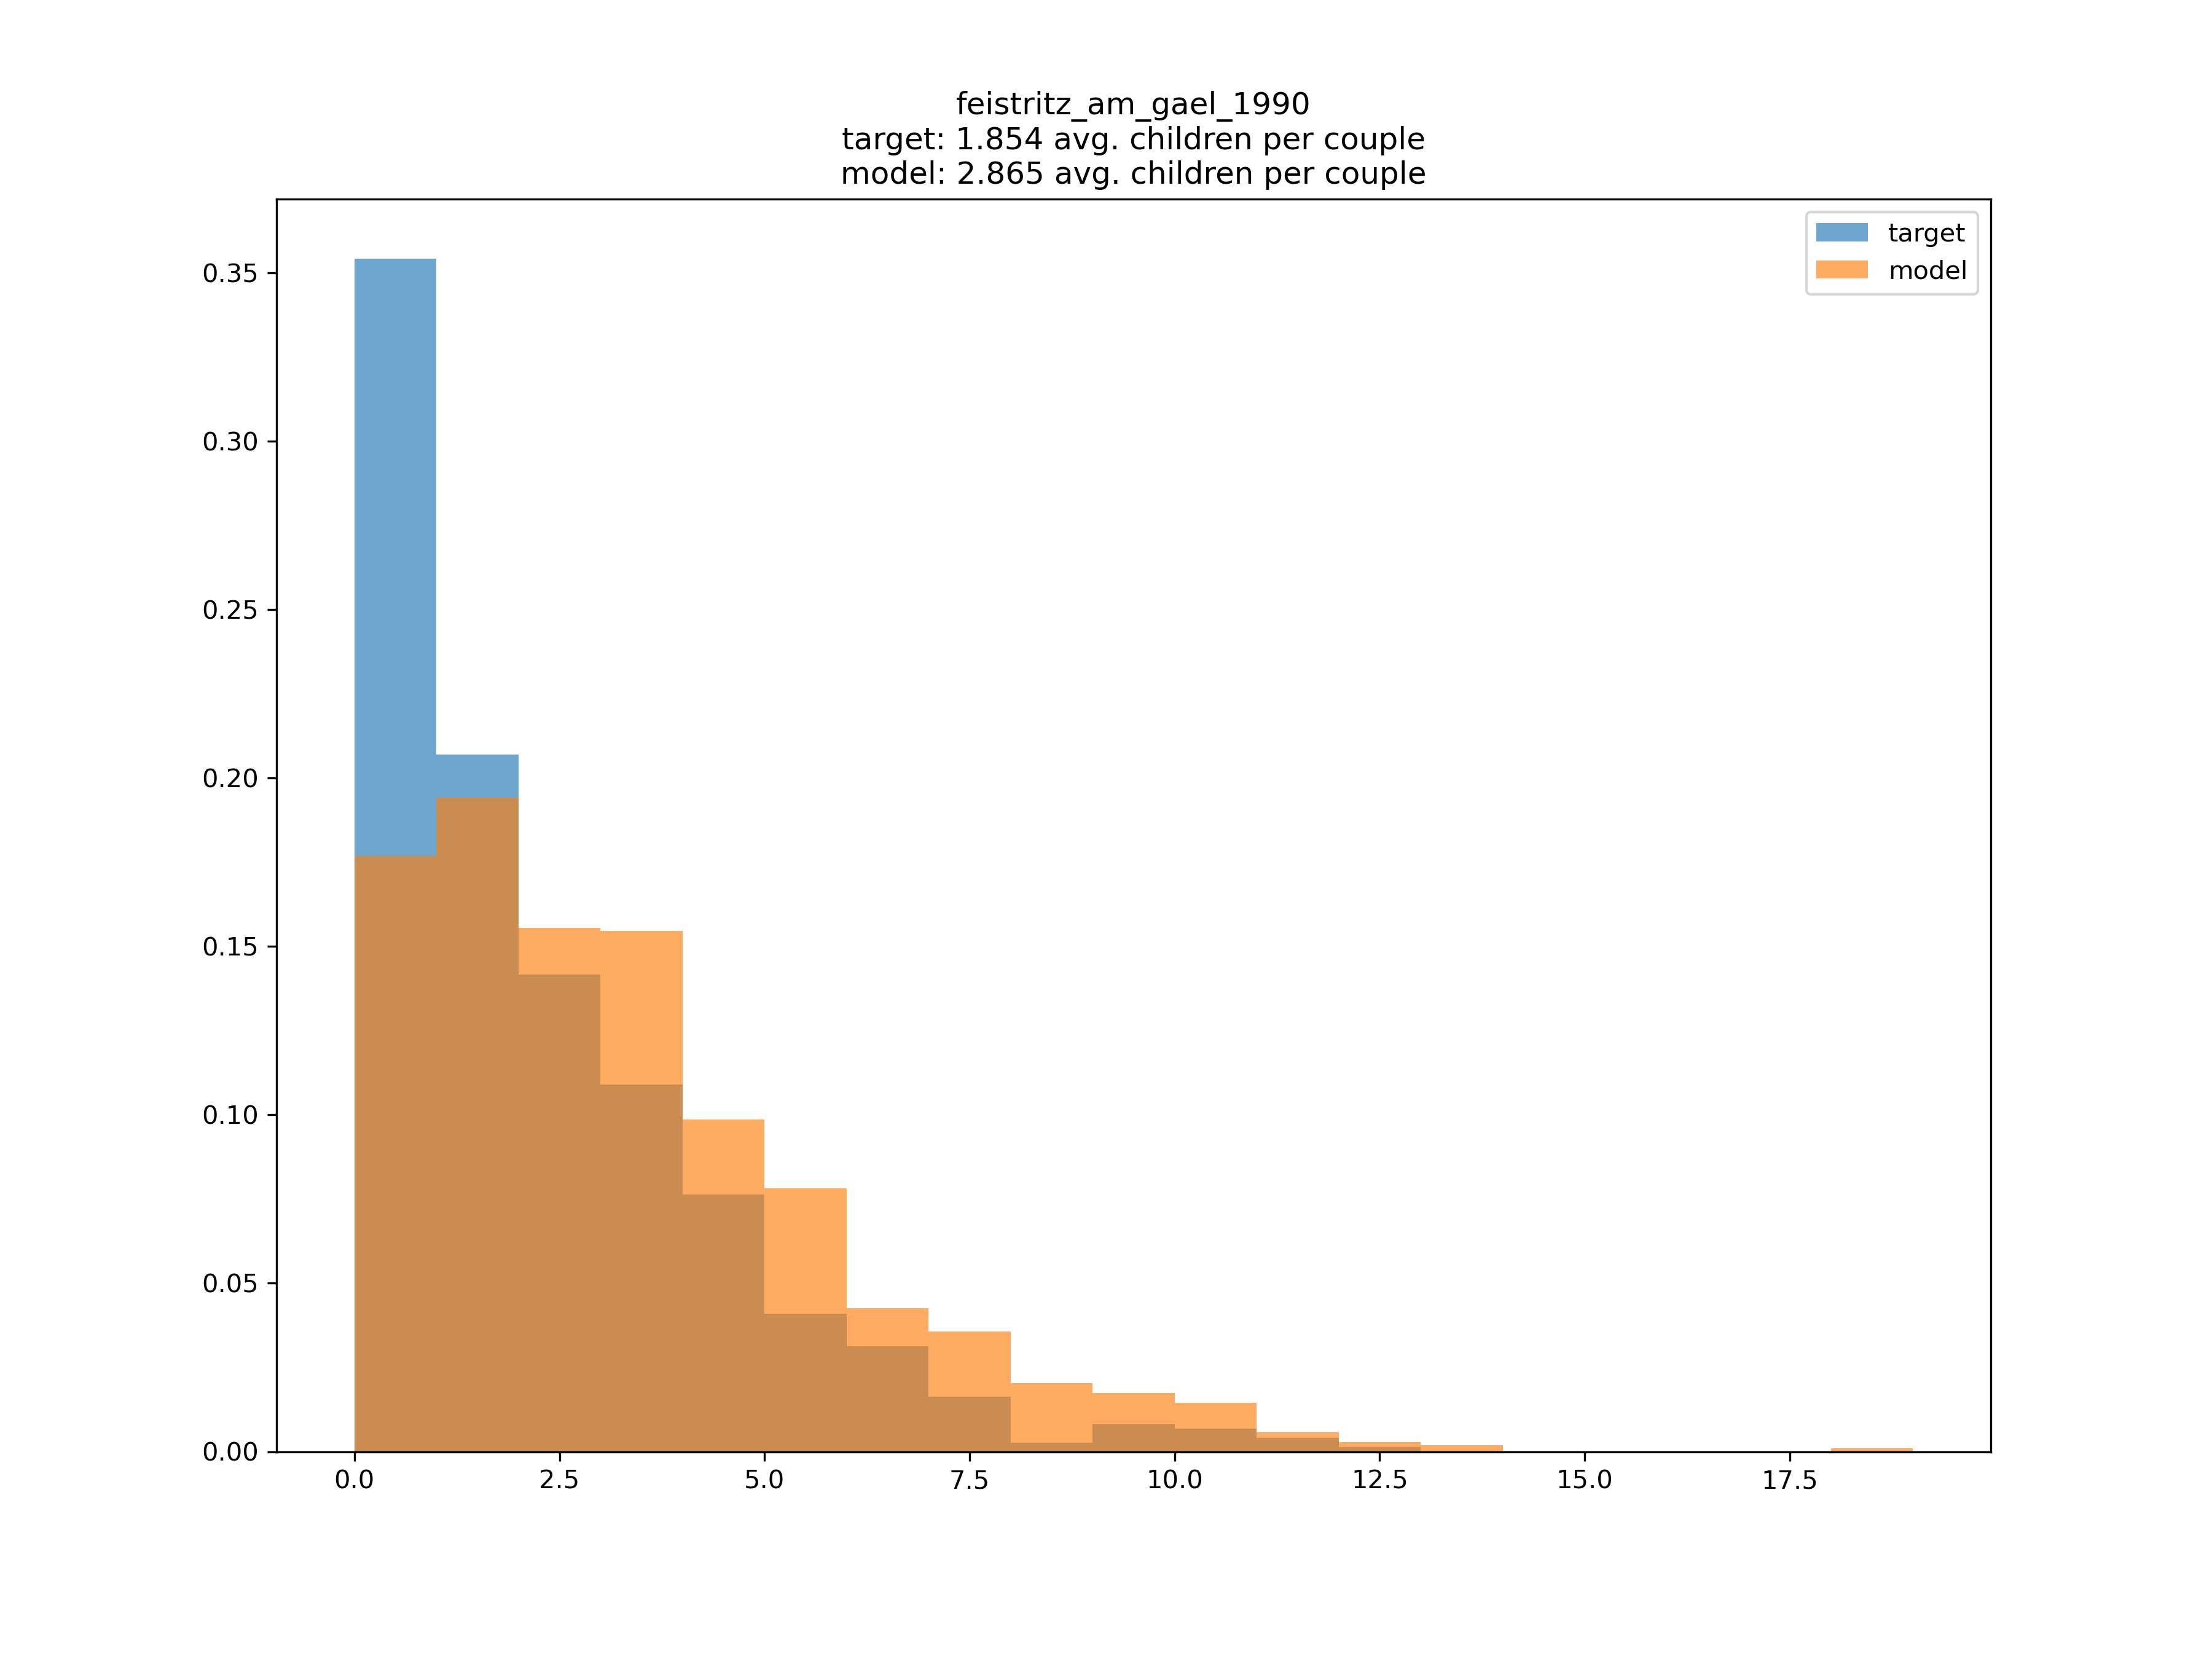 feistritz_am_gael_1990
target: 1.854 avg. children per couple
model: 2.865 avg. children per couple
target
model
0.35
0.30
0.25
0.20
0.15
0.10
0.05
0.00
0.0 2.5 5.0 7.5 10.0 12.5 15.0 17.5